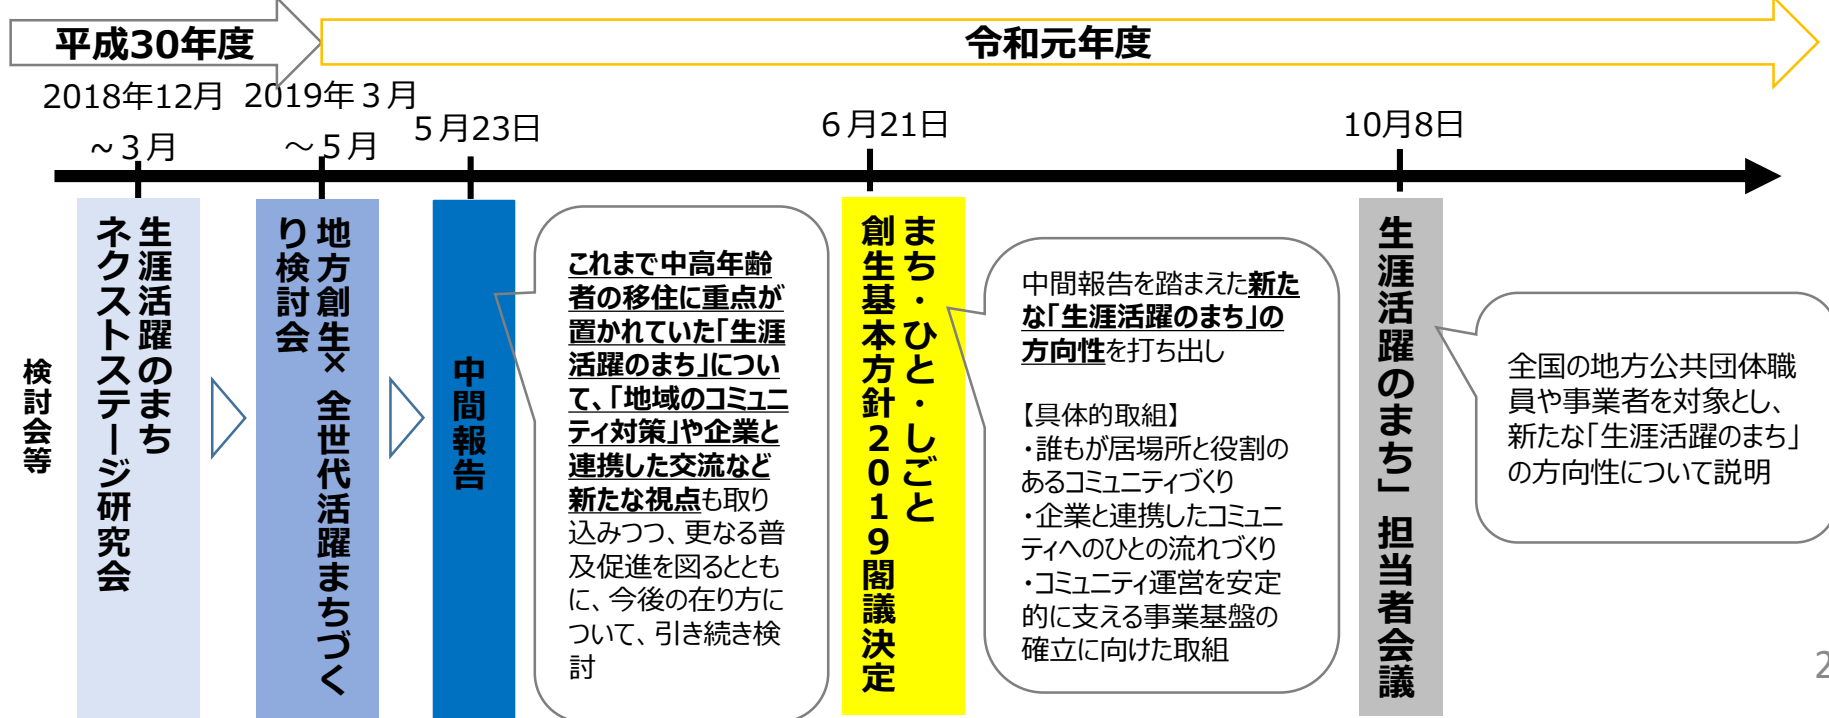 平成30年度
令和元年度
2018年12月
~３月
2019年３月
～５月
５月23日
６月21日
10月8日
検討会等
生涯活躍のまち
ネクストステージ研究会
地方創生×全世代活躍まちづく
り検討会
中間報告
これまで中高年齢
者の移住に重点が
置かれていた「生涯
活躍のまち」につい
て、「地域のコミュニ
ティ対策」や企業と
連携した交流など
新たな視点も取り
込みつつ、更なる普
及促進を図るととも
に、今後の在り方に
ついて、引き続き検
討
まち・ひと・しごと
創生基本方針２０１９閣議決定
中間報告を踏まえた新た
な「生涯活躍のまち」の
方向性を打ち出し
【具体的取組】
・誰もが居場所と役割の
あるコミュニティづくり
・企業と連携したコミュニ
ティへのひとの流れづくり
・コミュニティ運営を安定
的に支える事業基盤の
確立に向けた取組
生涯活躍のまち」担当者会議
全国の地方公共団体職
員や事業者を対象とし、
新たな「生涯活躍のまち」
の方向性について説明
2